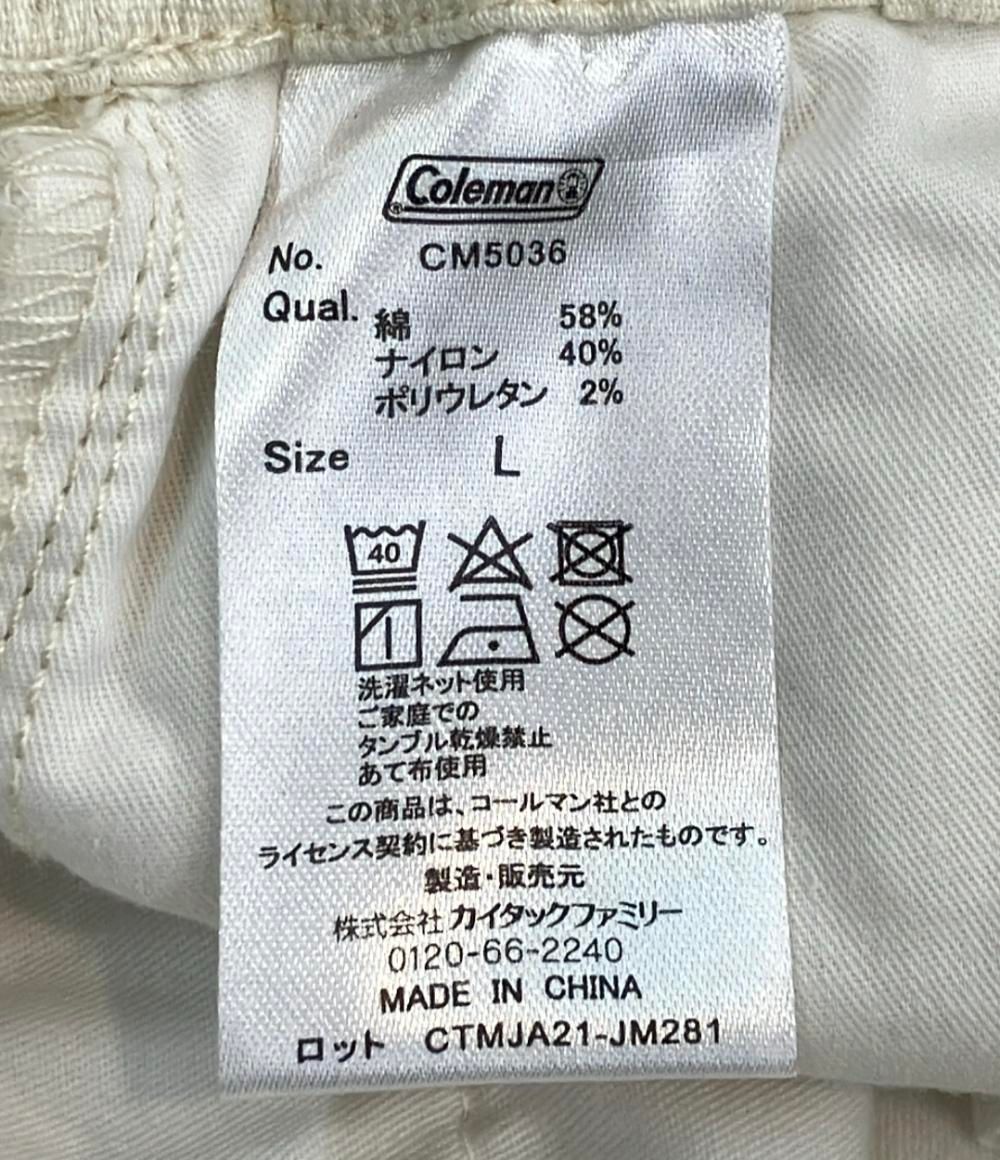 Coleman
No. CM5036
Qual. 綿 58%
ナイロン 40%
ポリウレタン 2%
Size L
40
洗濯ネット使用
ご家庭での
タンブル乾燥禁止
あて布使用
この商品は、コールマン社との
ライセンス契約に基づき製造されたものです。
製造・販売元
株式会社カイタックファミリー
0120-66-2240
MADE IN CHINA
ロット CTMJA21-JM281